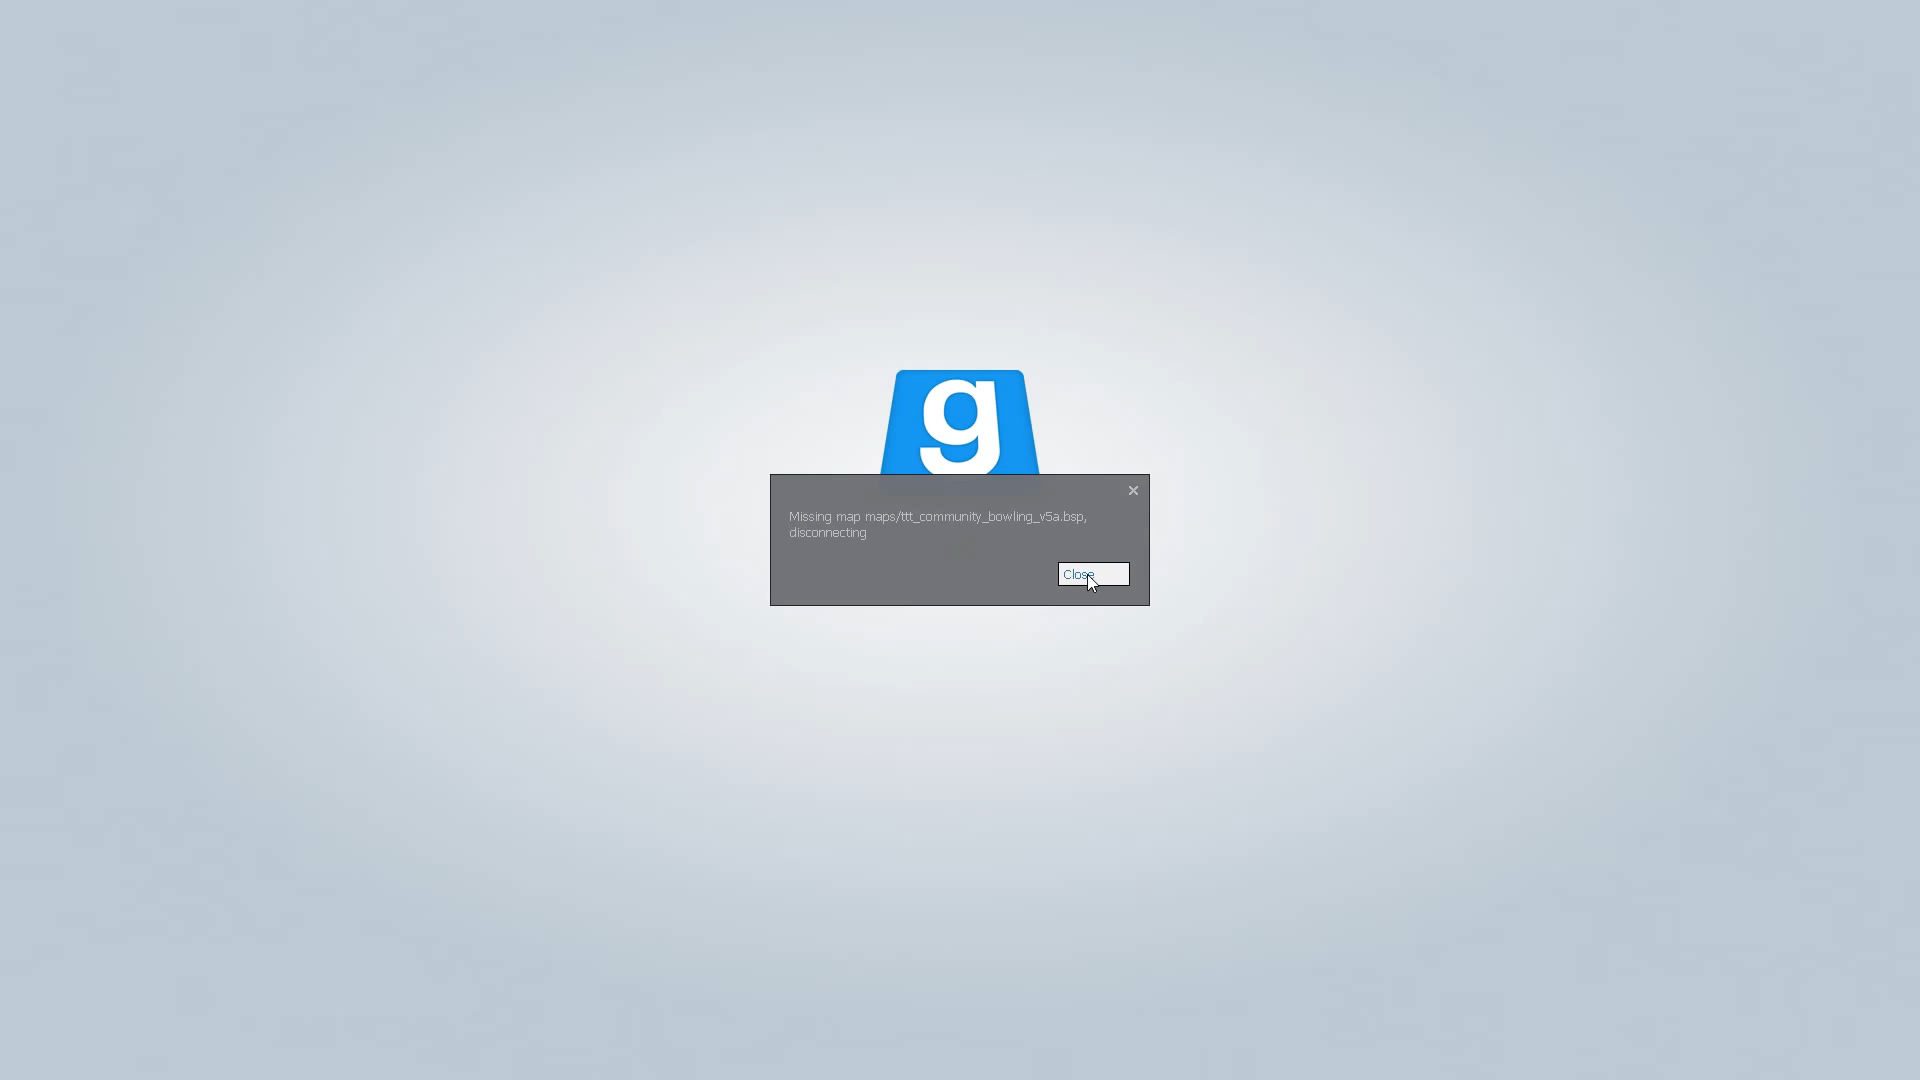 g
Missing map maps/ttt_community_bowling_v5a.bsp,
disconnecting
Close